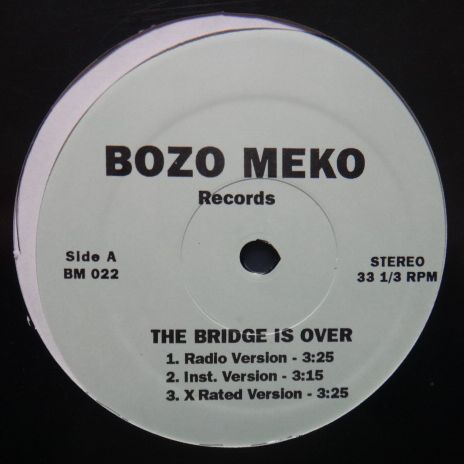 BOZO MEKO
Records
Side A
BM 022
STEREO
33 1/3 RPM
THE BRIDGE IS OVER
1. Radio Version - 3:25
2. Inst. Version - 3:15
3. X Rated Version - 3:25